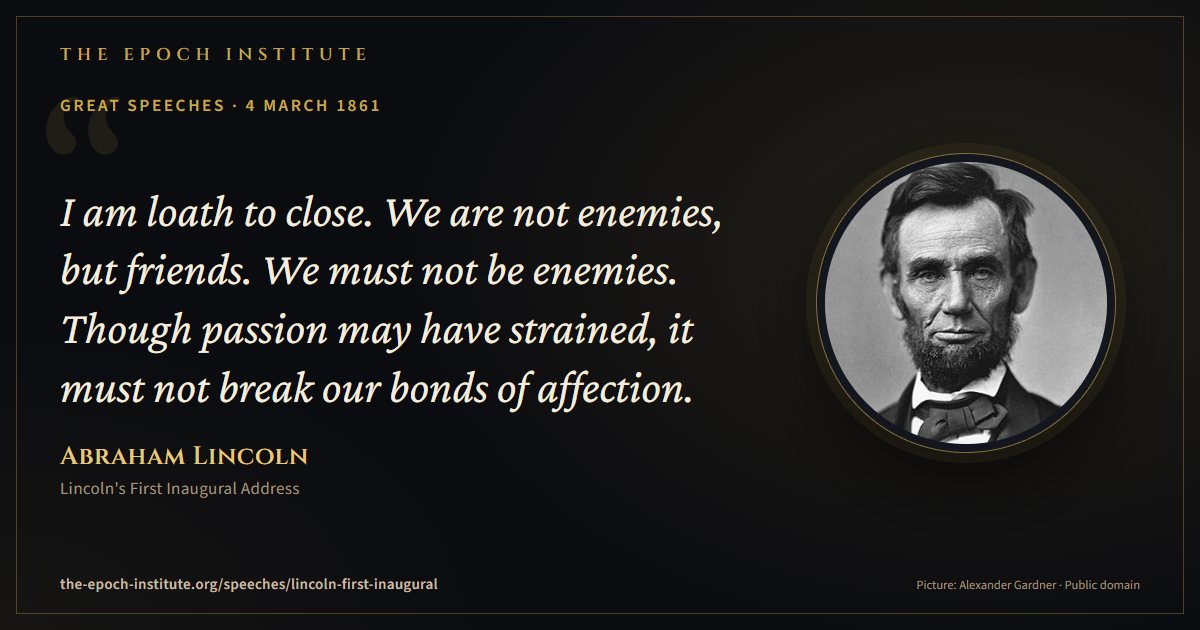 THE EPOCH INSTITUTE
GREAT SPEECHES · 4 MARCH 1861
“
I am loath to close. We are not enemies,
but friends. We must not be enemies.
Though passion may have strained, it
must not break our bonds of affection.
ABRAHAM LINCOLN
Lincoln's First Inaugural Address
the-epoch-institute.org/speeches/lincoln-first-inaugural
Picture: Alexander Gardner · Public domain